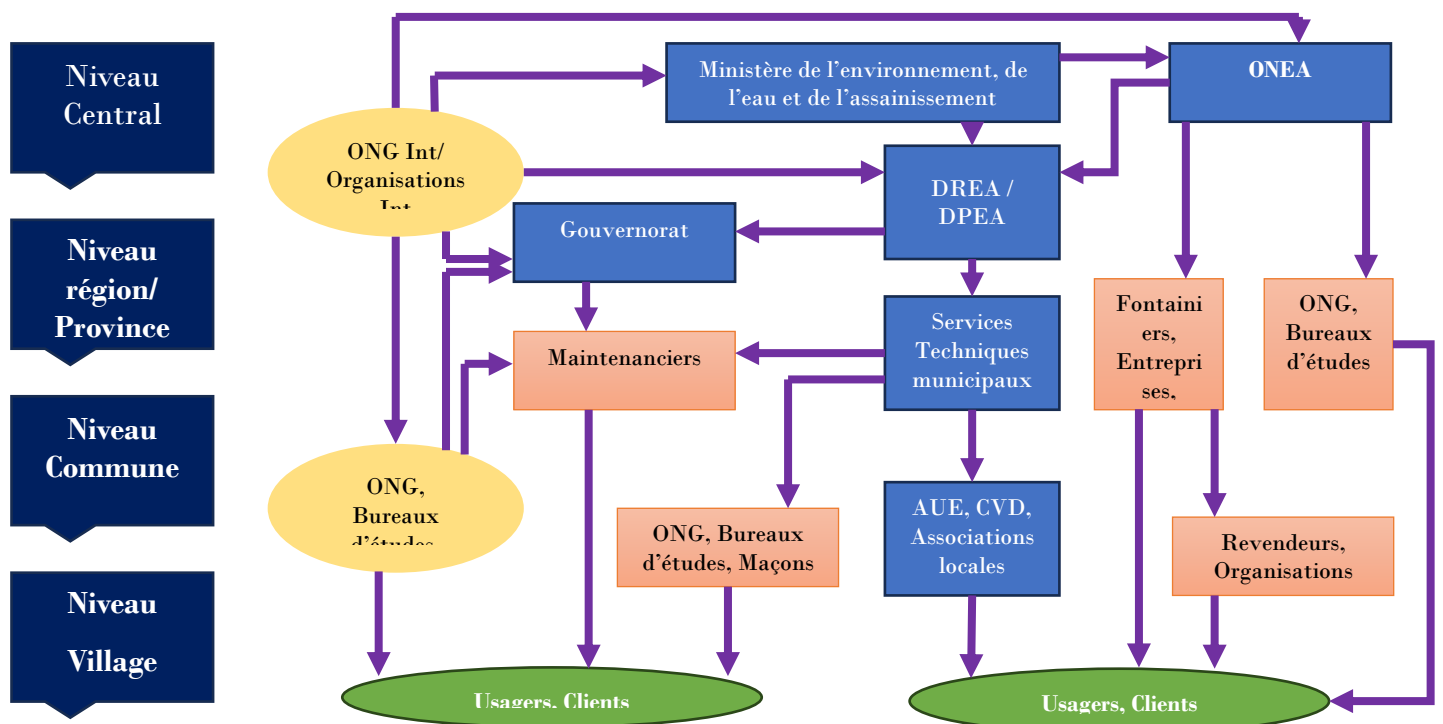 Niveau
Central
Niveau
région/
Province
Niveau
Commune
Niveau
Village
Ministère de l'environnement, de
l'eau et de l'assainissement
ONEA
ONG Int/
Organisations
Int
DREA /
DPEA
Gouvernorat
Services
Techniques
municipaux
Maintenanciers
Fontaini
ers,
Entrepri
ses,
ONG,
Bureaux
d'études
ONG,
Bureaux
d'études
ONG, Bureaux
d'études, Maçons
AUE, CVD,
Associations
locales
Revendeurs,
Organisations
Usagers, Clients
Usagers, Clients